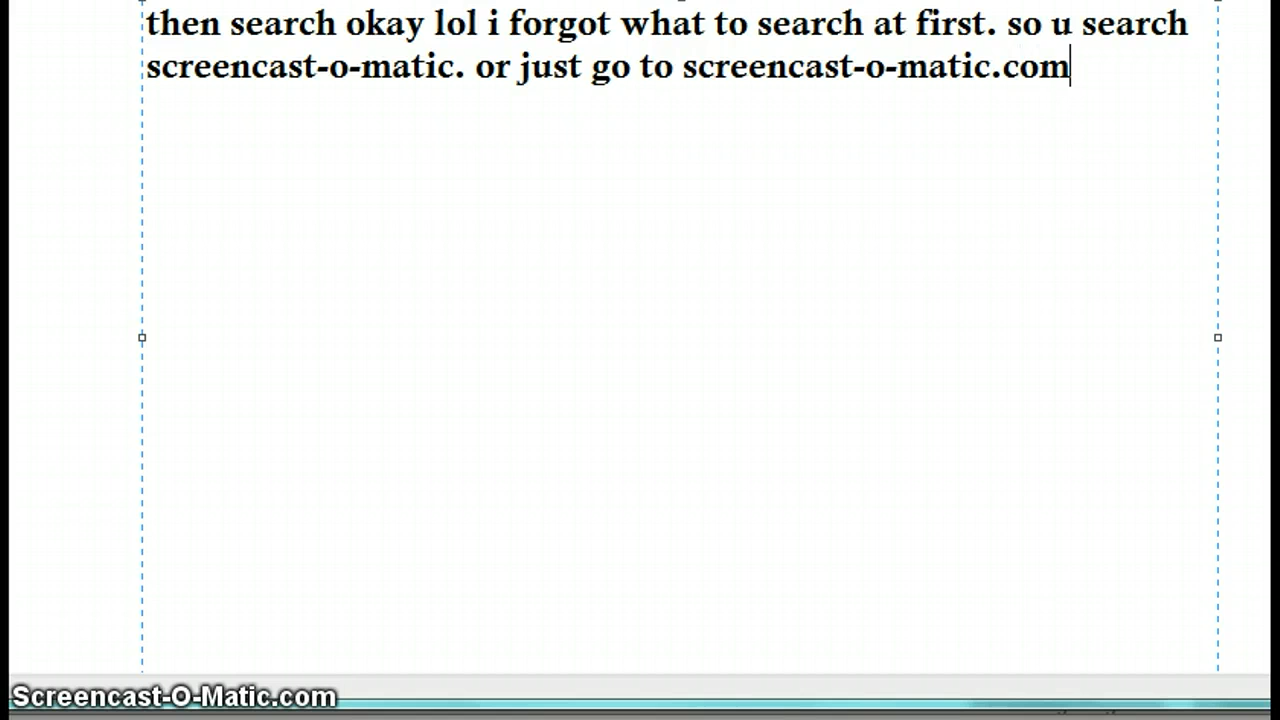 then search okay lol i forgot what to search at first. so u search
screencast-o-matic. or just go to screencast-o-matic.com
Screencast-O-Matic.com